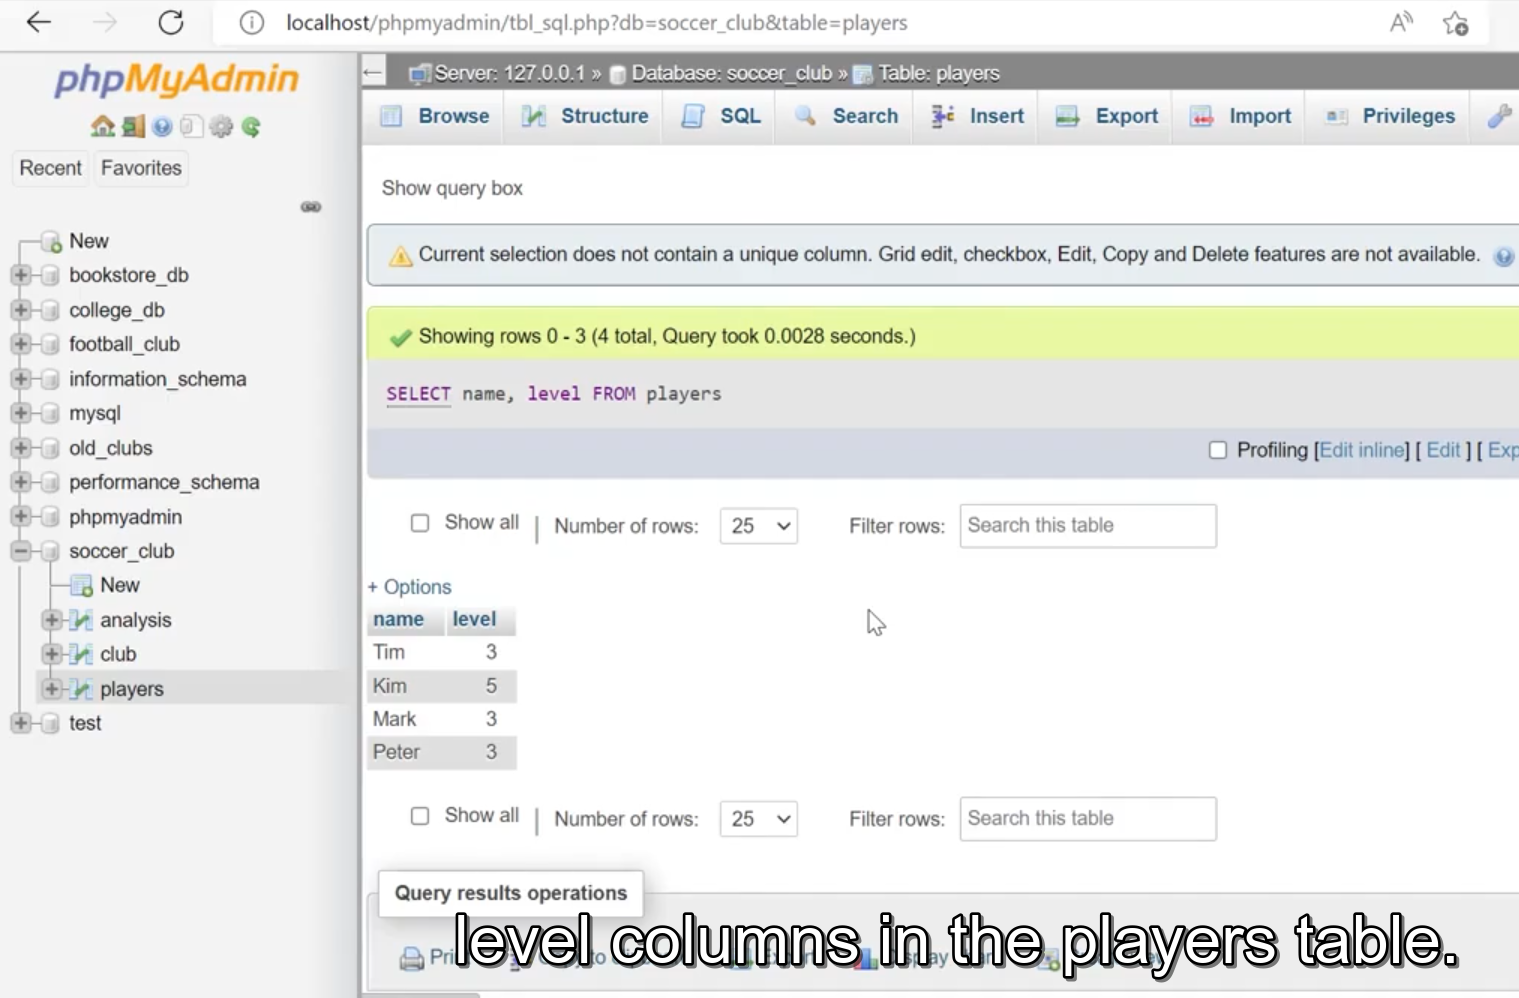 localhost/phpmyadmin/tbl_sql.php?db=soccer_club&table=players
phpMyAdmin
Recent Favorites
New
bookstore_db
college_db
football_club
information_schema
mysql
old_clubs
performance_schema
phpmyadmin
soccer_club
New
analysis
club
players
test
Server: 127.0.0.1 » Database: soccer_club » Table: players
Browse Structure SQL Search Insert Export Import Privileges
Show query box
Current selection does not contain a unique column. Grid edit, checkbox, Edit, Copy and Delete features are not available.
Showing rows 0 - 3 (4 total, Query took 0.0028 seconds.)
SELECT name, level FROM players
Profiling [Edit inline] [ Edit ] [ Exp
Show all | Number of rows: 25 Filter rows: Search this table
+ Options
name level
Tim 3
Kim 5
Mark 3
Peter 3
Show all | Number of rows: 25 Filter rows: Search this table
Query results operations
level columns in the players table.